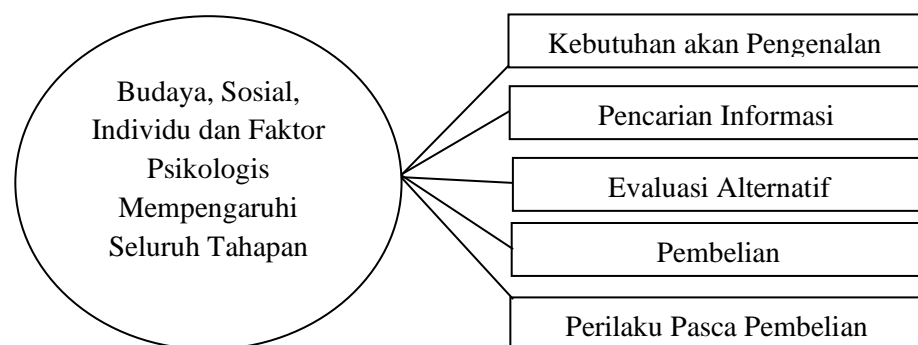 Budaya, Sosial,
Individu dan Faktor
Psikologis
Mempengaruhi
Seluruh Tahapan
Kebutuhan akan Pengenalan
Pencarian Informasi
Evaluasi Alternatif
Pembelian
Perilaku Pasca Pembelian